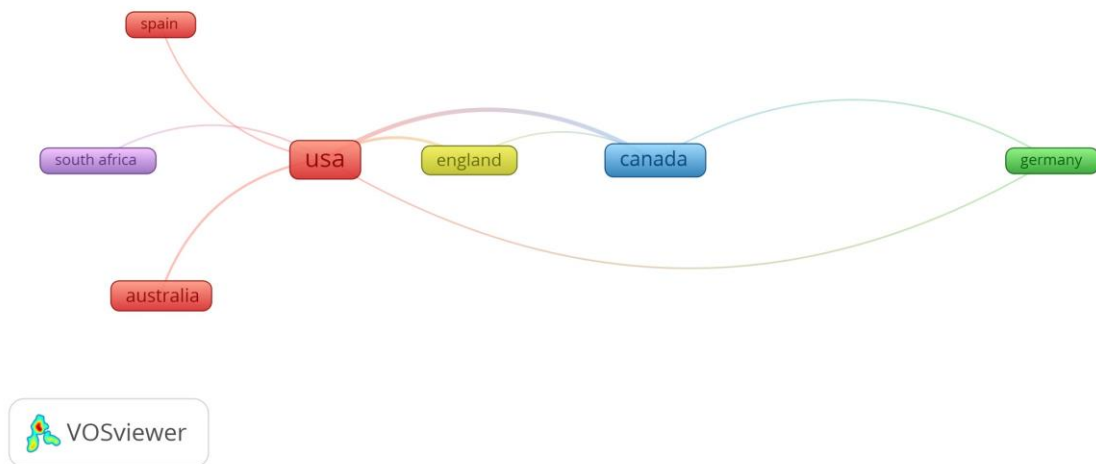 spain
south africa
usa
england
canada
germany
australia
VOSviewer